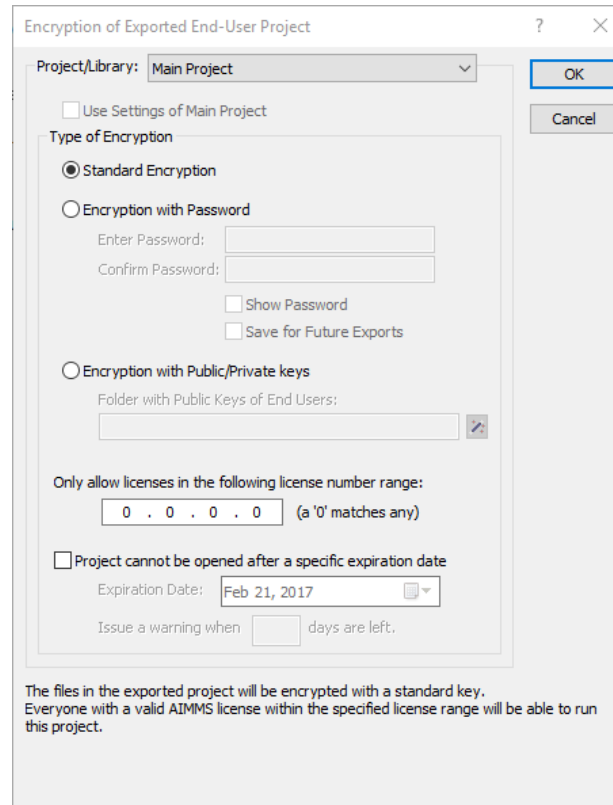 Encryption of Exported End-User Project ?
Project/Library: Main Project
OK
Use Settings of Main Project
Cancel
Type of Encryption
Standard Encryption
Encryption with Password
Enter Password:
Confirm Password:
Show Password
Save for Future Exports
Encryption with Public/Private keys
Folder with Public Keys of End Users:
Only allow licenses in the following license number range:
0 . 0 . 0 . 0 (a '0' matches any)
Project cannot be opened after a specific expiration date
Expiration Date: Feb 21, 2017
Issue a warning when days are left.
The files in the exported project will be encrypted with a standard key.
Everyone with a valid AIMMS license within the specified license range will be able to run
this project.